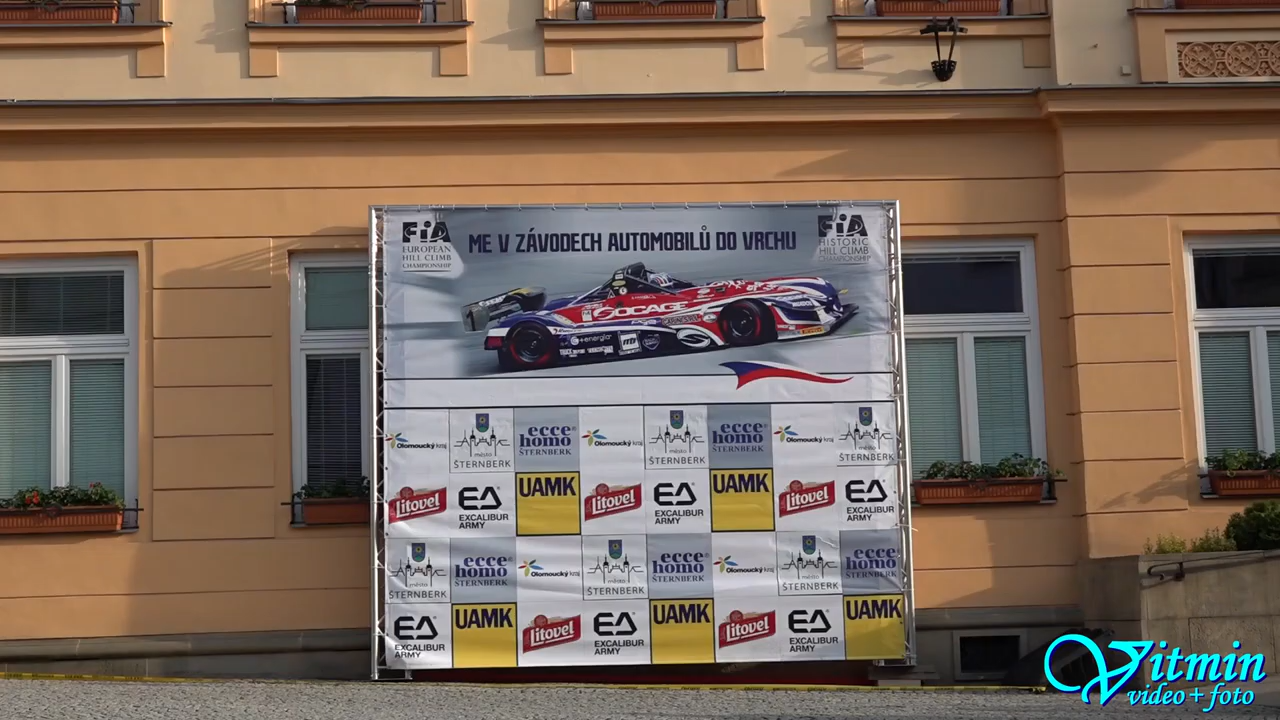 FIA
EUROPEAN
HILL CLIMB
CHAMPIONSHIP
ME V ZÁVODECH AUTOMOBILŮ DO VRCHU
FIA
HISTORIC
HILL CLIMB
CHAMPIONSHIP
SOCAGE
+energia
Olomoucký kraj
město
ŠTERNBERK
ecce
homo
ŠTERNBERK
Olomoucký kraj
město
ŠTERNBERK
ecce
homo
ŠTERNBERK
Olomoucký kraj
město
ŠTERNBERK
Litovel
EA
EXCALIBUR
ARMY
UAMK
Litovel
EA
EXCALIBUR
ARMY
UAMK
Litovel
EA
EXCALIBUR
ARMY
město
ŠTERNBERK
ecce
homo
ŠTERNBERK
Olomoucký kraj
město
ŠTERNBERK
ecce
homo
ŠTERNBERK
Olomoucký kraj
město
ŠTERNBERK
ecce
homo
ŠTERNBERK
EA
EXCALIBUR
ARMY
UAMK
Litovel
EA
EXCALIBUR
ARMY
UAMK
Litovel
EA
EXCALIBUR
ARMY
UAMK
Vitmin
video+foto